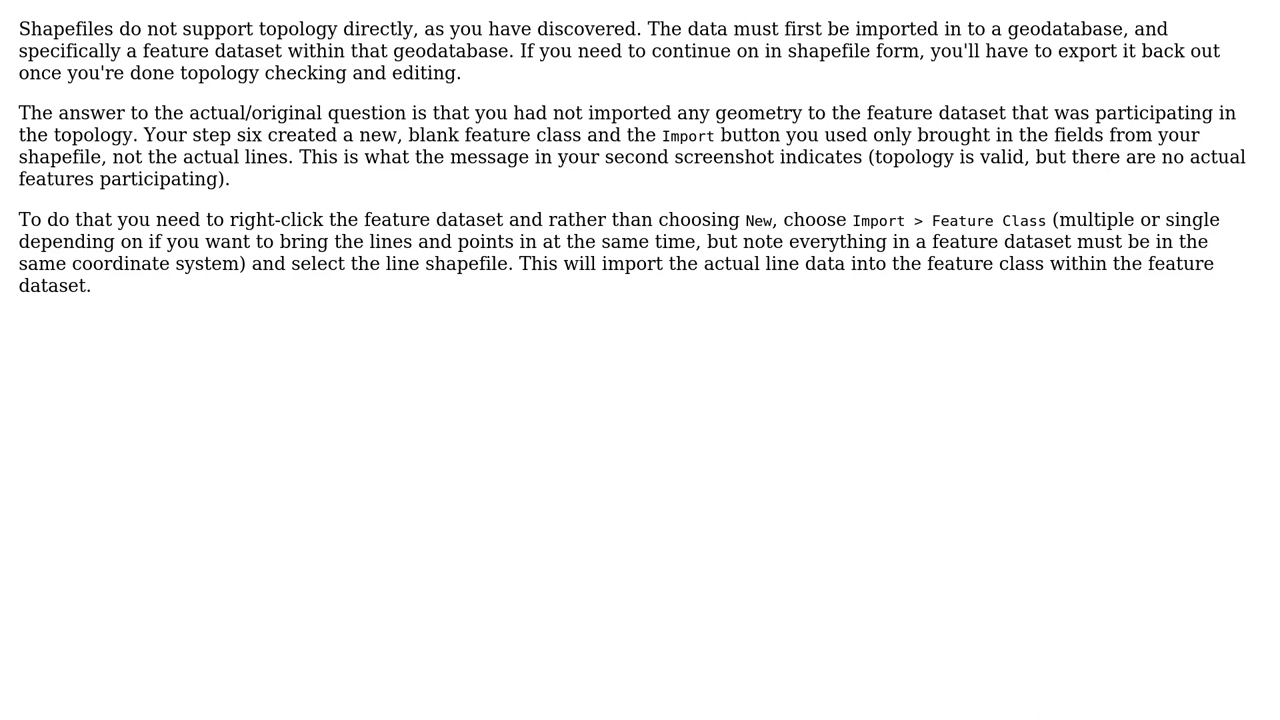 Shapefiles do not support topology directly, as you have discovered. The data must first be imported in to a geodatabase, and
specifically a feature dataset within that geodatabase. If you need to continue on in shapefile form, you'll have to export it back out
once you're done topology checking and editing.
The answer to the actual/original question is that you had not imported any geometry to the feature dataset that was participating in
the topology. Your step six created a new, blank feature class and the Import button you used only brought in the fields from your
shapefile, not the actual lines. This is what the message in your second screenshot indicates (topology is valid, but there are no actual
features participating).
To do that you need to right-click the feature dataset and rather than choosing New, choose Import > Feature Class (multiple or single
depending on if you want to bring the lines and points in at the same time, but note everything in a feature dataset must be in the
same coordinate system) and select the line shapefile. This will import the actual line data into the feature class within the feature
dataset.